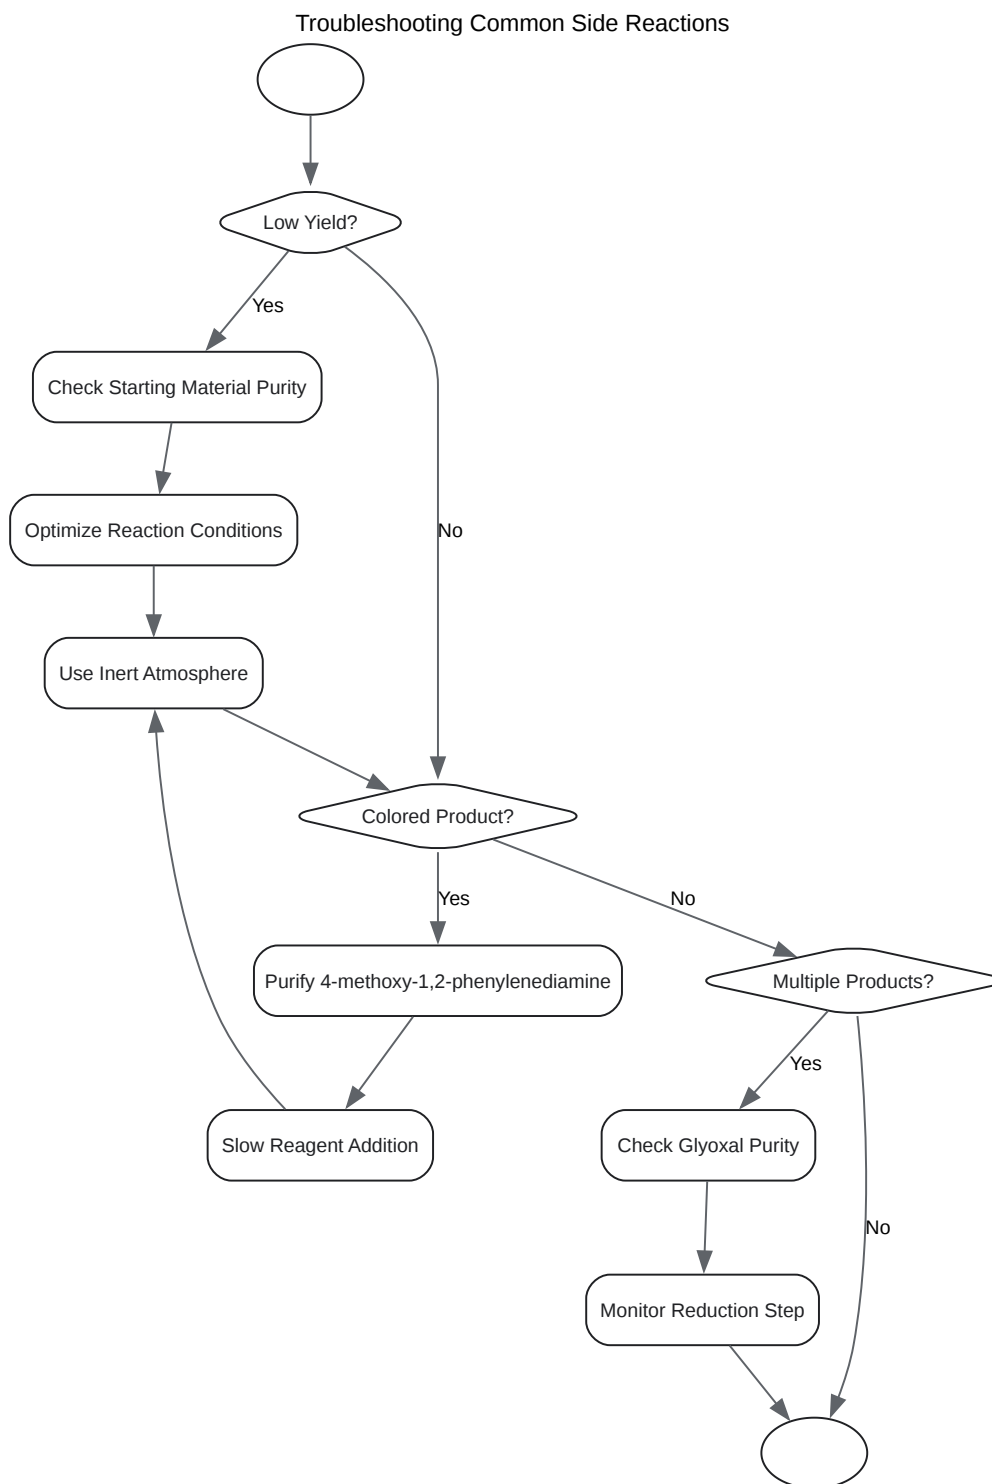 Troubleshooting Common Side Reactions
Low Yield?
Yes
Check Starting Material Purity
Optimize Reaction Conditions
No
Use Inert Atmosphere
Colored Product?
Yes
No
Purify 4-methoxy-1,2-phenylenediamine
Multiple Products?
Yes
Slow Reagent Addition
Check Glyoxal Purity
No
Monitor Reduction Step